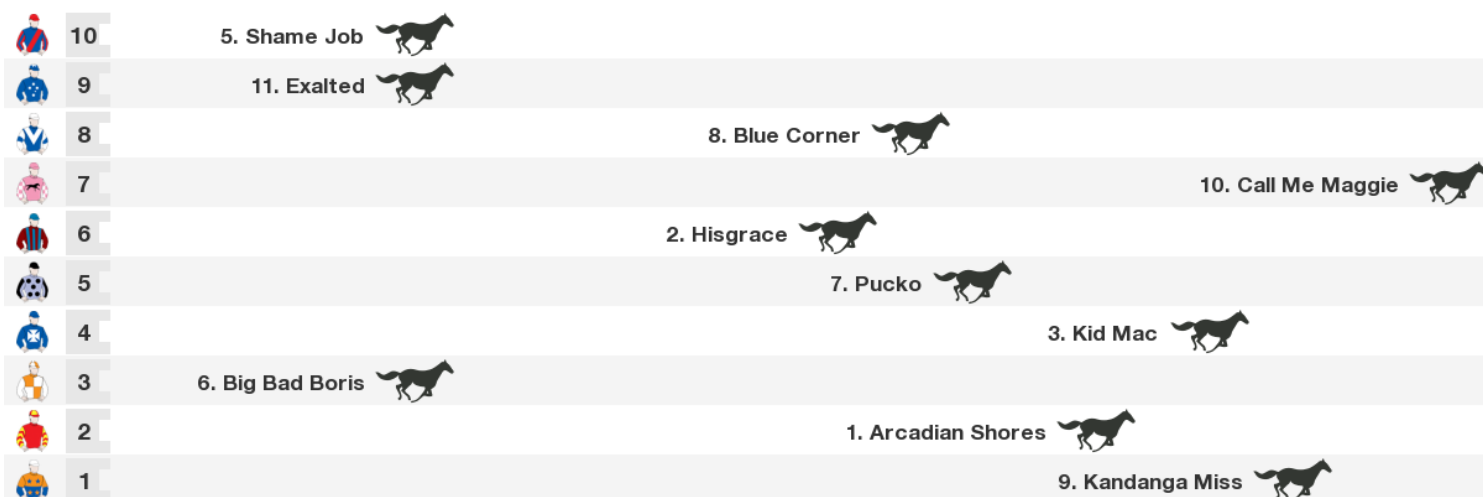 10 5. Shame Job
9 11. Exalted
8 8. Blue Corner
7 10. Call Me Maggie
6 2. Hisgrace
5 7. Pucko
4 3. Kid Mac
3 6. Big Bad Boris
2 1. Arcadian Shores
1 9. Kandanga Miss